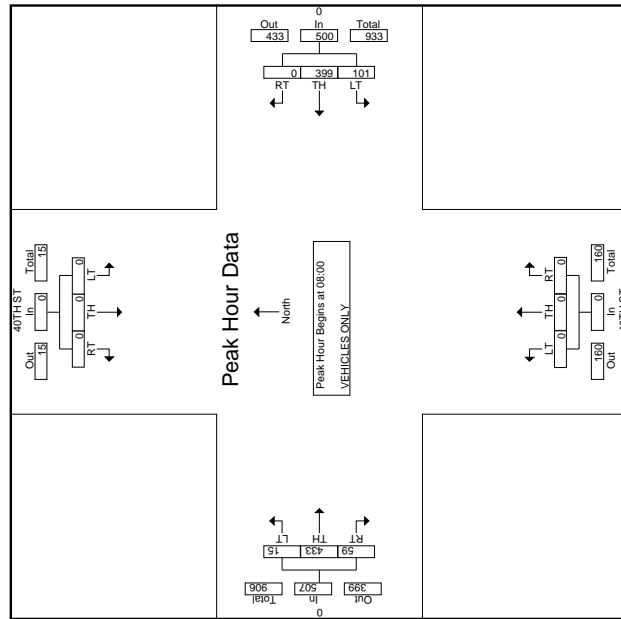 0
Out In Total
433 500 933
0 399 101
RT TH LT
40TH ST
Total In Out
15 0 15
0 0 0
LT TH RT
Peak Hour Data
North
Peak Hour Begins at 08:00
VEHICLES ONLY
RT TH LT
0 0 0
160 0 160
Total In Out
LT TH RT
15 433 59
906 507 399
Total In Out
0